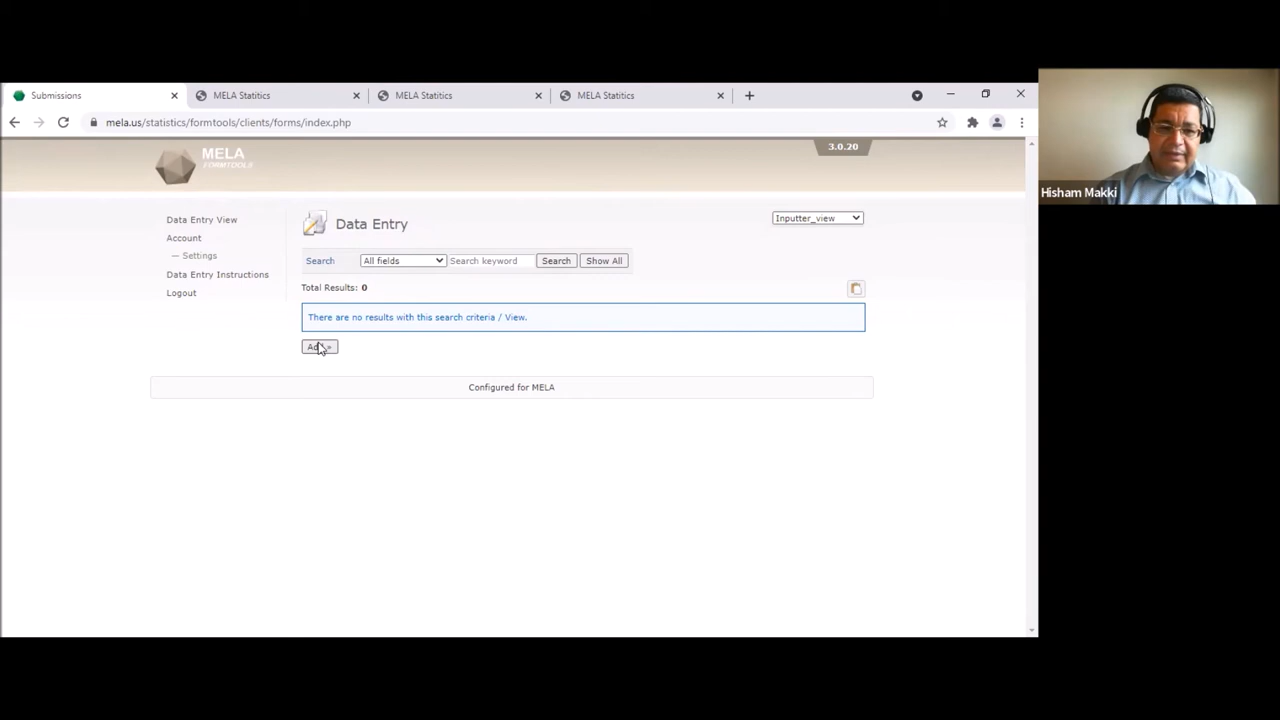 Submissions
MELA Statitics
MELA Statitics
MELA Statitics
mela.us/statistics/formtools/clients/forms/index.php
MELA
FORMTOOLS
3.0.20
Hisham Makki
Data Entry View
Account
— Settings
Data Entry Instructions
Logout
Data Entry
Inputter_view
Search All fields Search keyword Search Show All
Total Results: 0
There are no results with this search criteria / View.
Configured for MELA